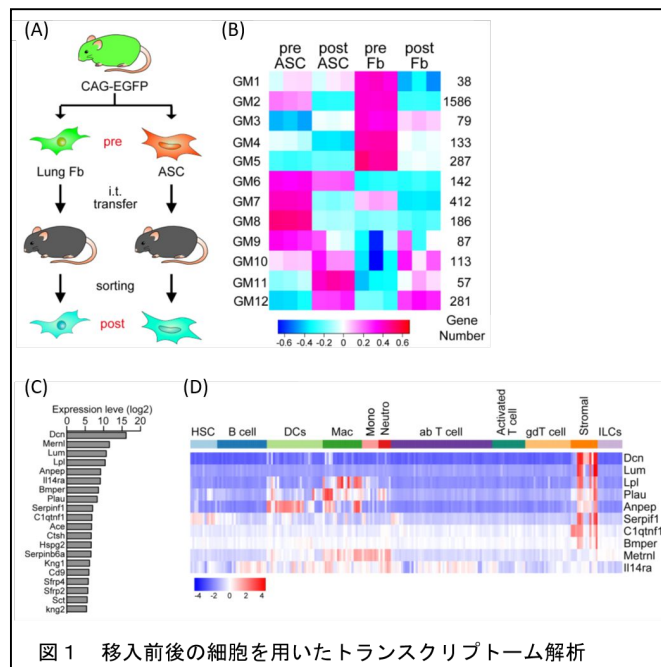 (A)
CAG-EGFP
pre
Lung Fb
ASC
i.t.
transfer
sorting
post
(B)
pre ASC
post ASC
pre Fb
post Fb
GM1 38
GM2 1586
GM3 79
GM4 133
GM5 287
GM6 142
GM7 412
GM8 186
GM9 87
GM10 113
GM11 57
GM12 281
-0.6 -0.4 0 0.4 0.6
Gene
Number
(C)
Expression leve (log2)
0 5 10 15 20
Dcn
Mernl
Lum
Lpl
Anpep
Il14ra
Bmper
Plau
Serpinf1
C1qtnf1
Ace
Ctsh
Hspg2
Serpinb6a
Kng1
Cd9
Sfrp4
Sfrp2
Sct
kng2
(D)
HSC
B cell
DCs
Mac
Mono
Neutro
ab T cell
Activated
T cell
gdT cell
Stromal
ILCs
Dcn
Lum
Lpl
Plau
Anpep
Serpif1
C1qtnf1
Bmper
Metrnl
Il14ra
-4 -2 0 2 4
図1 移入前後の細胞を用いたトランスクリプトーム解析